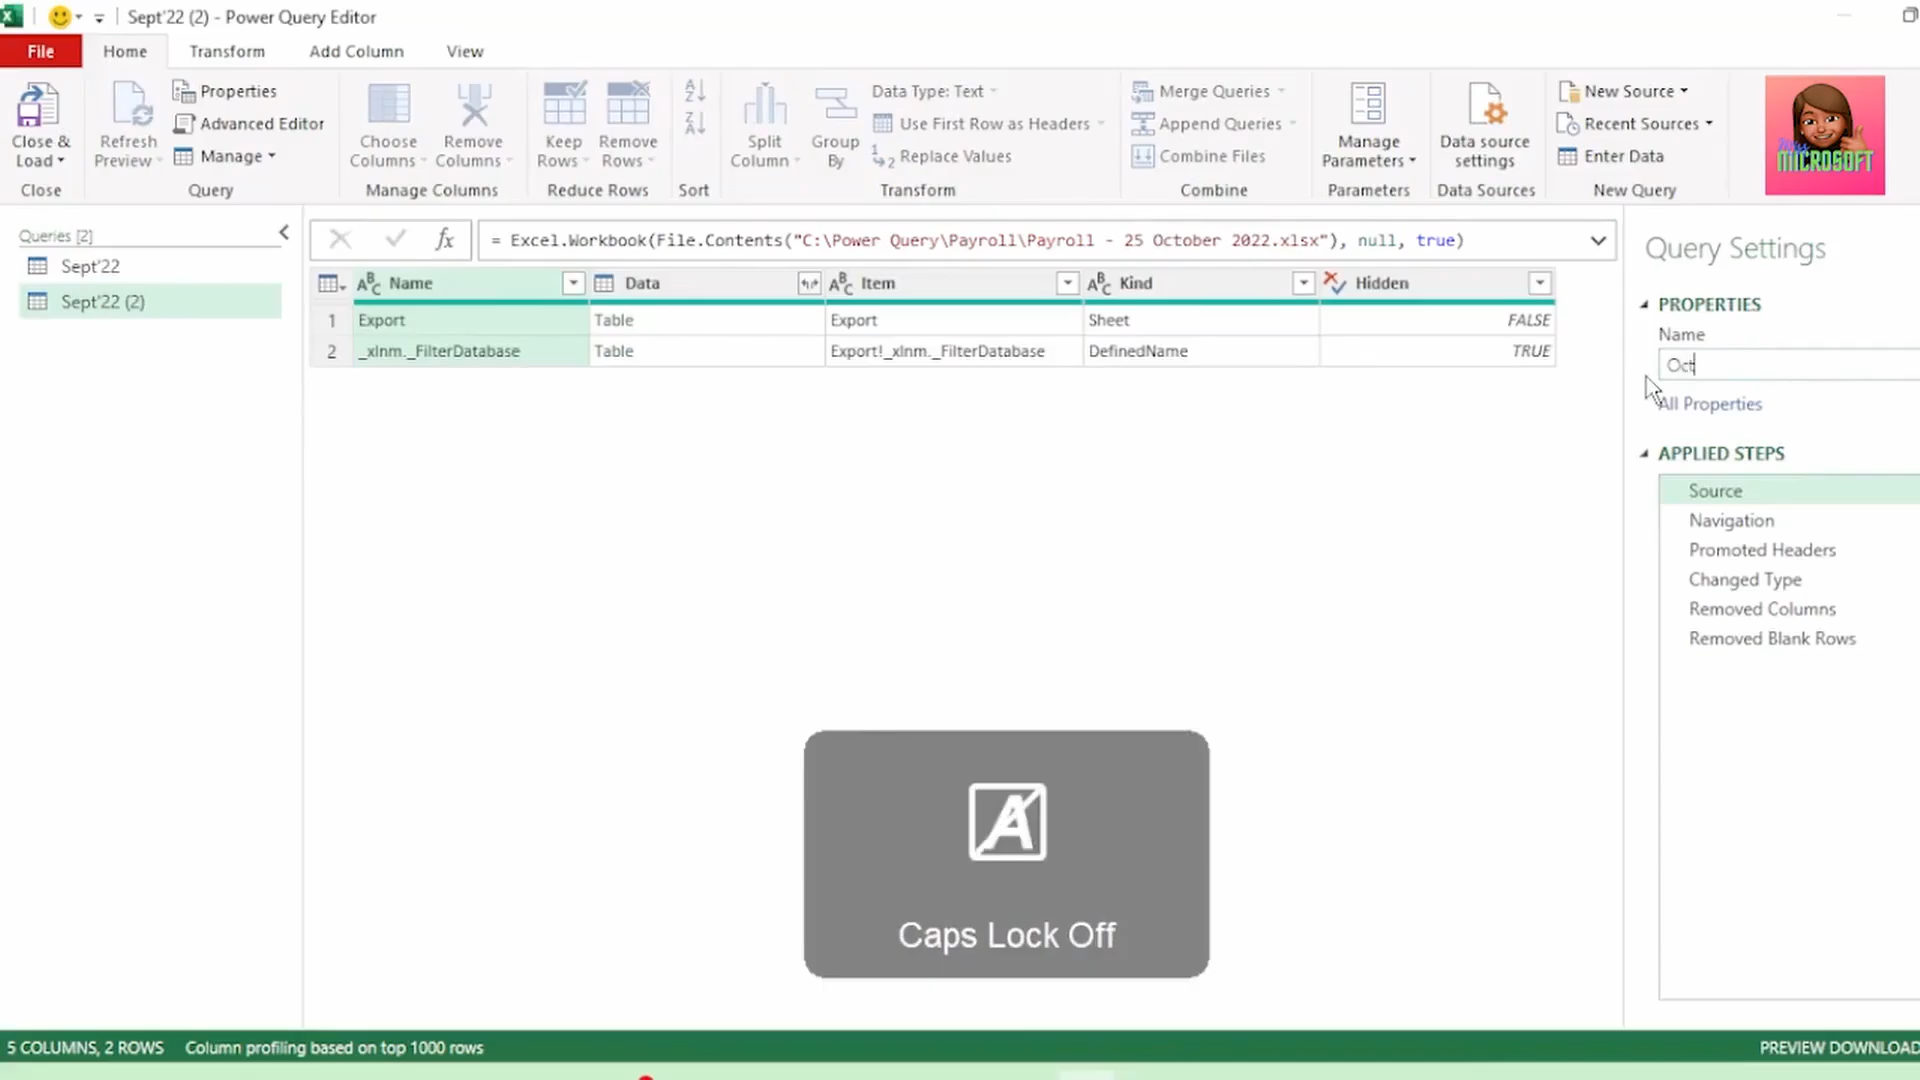 Sept'22 (2) - Power Query Editor
File
Home
Transform
Add Column
View
Close & Load
Close
Refresh Preview
Properties
Advanced Editor
Manage
Query
Choose Columns
Remove Columns
Manage Columns
Keep Rows
Remove Rows
Reduce Rows
Sort
Split Column
Group By
Data Type: Text
Use First Row as Headers
Replace Values
Transform
Merge Queries
Append Queries
Combine Files
Combine
Manage Parameters
Parameters
Data source settings
Data Sources
New Source
Recent Sources
Enter Data
New Query
Miss
MICROSOFT
Queries [2]
Sept'22
Sept'22 (2)
fx
= Excel.Workbook(File.Contents("C:\Power Query\Payroll\Payroll - 25 October 2022.xlsx"), null, true)
Name Data Item Kind Hidden
1 Export Table Export Sheet FALSE
2 _xlnm._FilterDatabase Table Export!_xlnm._FilterDatabase DefinedName TRUE
Query Settings
PROPERTIES
Name
Oct
All Properties
APPLIED STEPS
Source
Navigation
Promoted Headers
Changed Type
Removed Columns
Removed Blank Rows
Caps Lock Off
5 COLUMNS, 2 ROWS
Column profiling based on top 1000 rows
PREVIEW DOWNLOAD